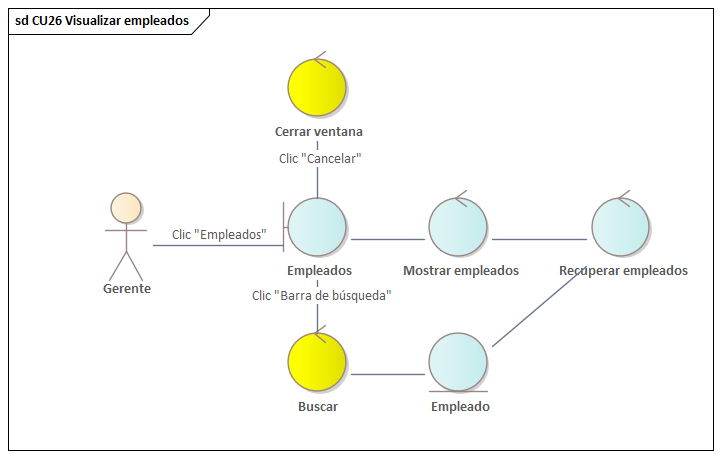 sd CU26 Visualizar empleados
Cerrar ventana
Clic "Cancelar"
Clic "Empleados"
Gerente
Empleados
Mostrar empleados
Recuperar empleados
Clic "Barra de búsqueda"
Buscar
Empleado